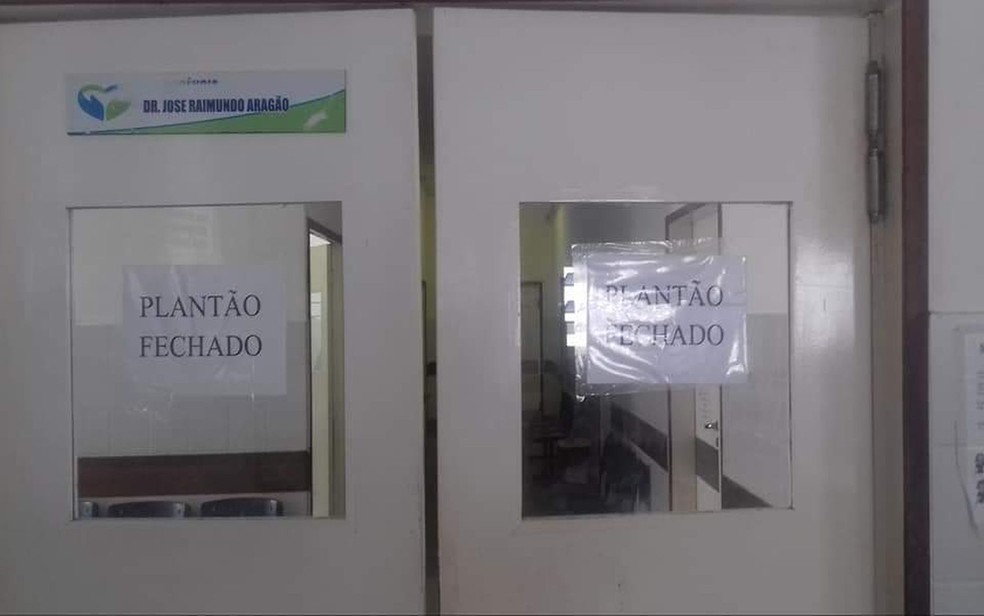 DR. JOSE RAIMUNDO ARAGÃO
PLANTÃO
FECHADO
PLANTÃO
FECHADO